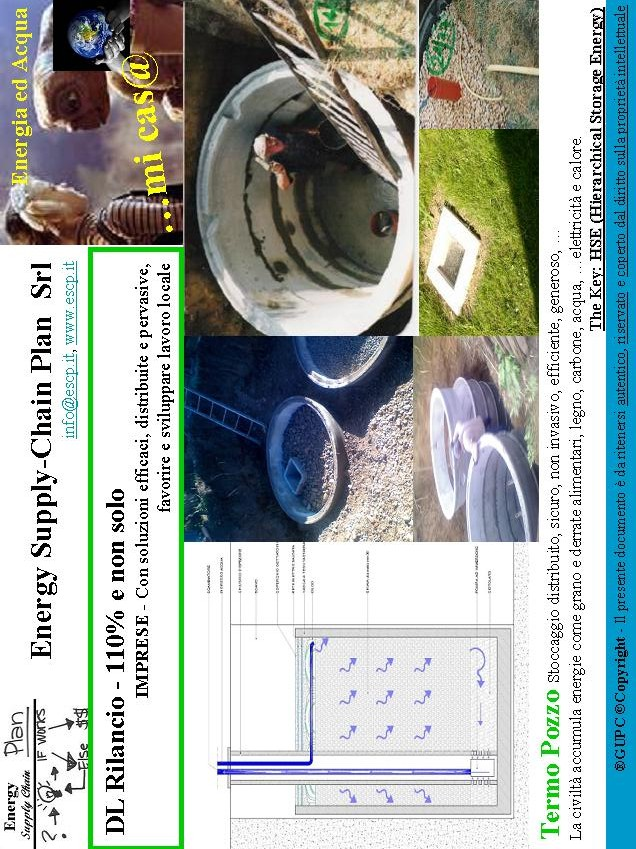 Energy
Supply Chain Plan
? IF WORKS
Else
Energy Supply-Chain Plan Srl
info@escp.it, www.escp.it
Energia ed Acqua
…mi cas@
DL Rilancio - 110% e non solo
IMPRESE - Con soluzioni efficaci, distribuite e pervasive,
favorire e sviluppare lavoro locale
Termo Pozzo Stoccaggio distribuito, sicuro, non invasivo, efficiente, generoso, …
La civiltà accumula energie come grano e derrate alimentari, legno, carbone, acqua, … elettricità e calore.
The Key: HSE (Hierarchical Storage Energy)
®GUPC ©Copyright - Il presente documento è da ritenersi autentico, riservato e coperto dal diritto sulla proprietà intellettuale